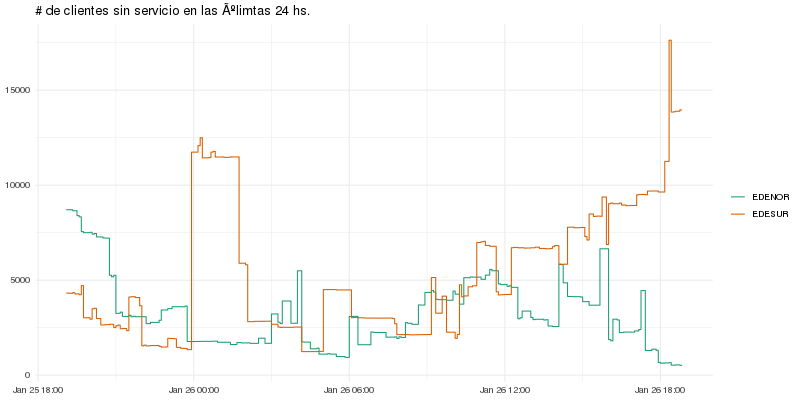 # de clientes sin servicio en las Ãºlimtas 24 hs.
15000
10000
5000
0
Jan 25 18:00
Jan 26 00:00
Jan 26 06:00
Jan 26 12:00
Jan 26 18:00
EDENOR
EDESUR